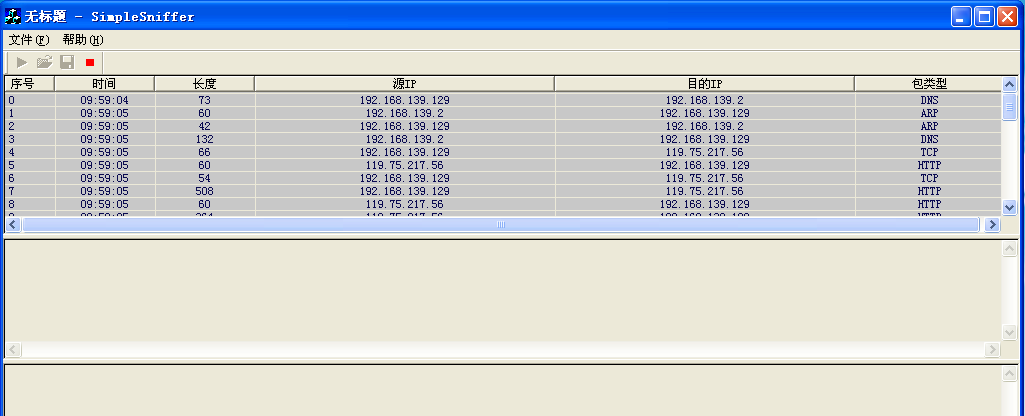 无标题 - SimpleSniffer
文件(F) 帮助(H)
序号 时间 长度 源IP 目的IP 包类型
0 09:59:04 73 192.168.139.129 192.168.139.2 DNS
1 09:59:05 60 192.168.139.2 192.168.139.129 ARP
2 09:59:05 42 192.168.139.129 192.168.139.2 ARP
3 09:59:05 132 192.168.139.2 192.168.139.129 DNS
4 09:59:05 66 192.168.139.129 119.75.217.56 TCP
5 09:59:05 60 119.75.217.56 192.168.139.129 HTTP
6 09:59:05 54 192.168.139.129 119.75.217.56 TCP
7 09:59:05 508 192.168.139.129 119.75.217.56 HTTP
8 09:59:05 60 119.75.217.56 192.168.139.129 HTTP